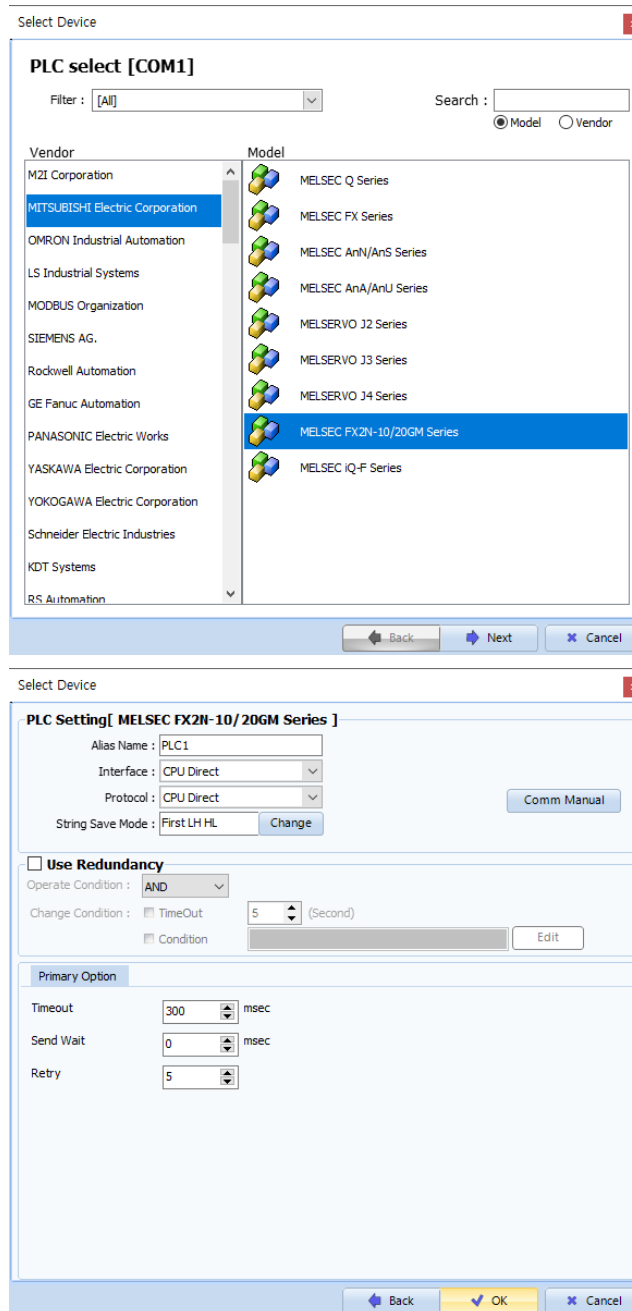 Select Device
PLC select [COM1]
Filter : [All]
Search :
Model Vendor
Vendor Model
M2I Corporation
MITSUBISHI Electric Corporation
OMRON Industrial Automation
LS Industrial Systems
MODBUS Organization
SIEMENS AG.
Rockwell Automation
GE Fanuc Automation
PANASONIC Electric Works
YASKAWA Electric Corporation
YOKOGAWA Electric Corporation
Schneider Electric Industries
KDT Systems
RS Automation
MELSEC Q Series
MELSEC FX Series
MELSEC AnN/AnS Series
MELSEC AnA/AnU Series
MELSERVO J2 Series
MELSERVO J3 Series
MELSERVO J4 Series
MELSEC FX2N-10/20GM Series
MELSEC iQ-F Series
Back Next Cancel
Select Device
PLC Setting[ MELSEC FX2N-10/20GM Series ]
Alias Name : PLC1
Interface : CPU Direct
Protocol : CPU Direct
Comm Manual
String Save Mode : First LH HL Change
Use Redundancy
Operate Condition : AND
Change Condition : TimeOut 5 (Second)
Condition Edit
Primary Option
Timeout 300 msec
Send Wait 0 msec
Retry 5
Back OK Cancel